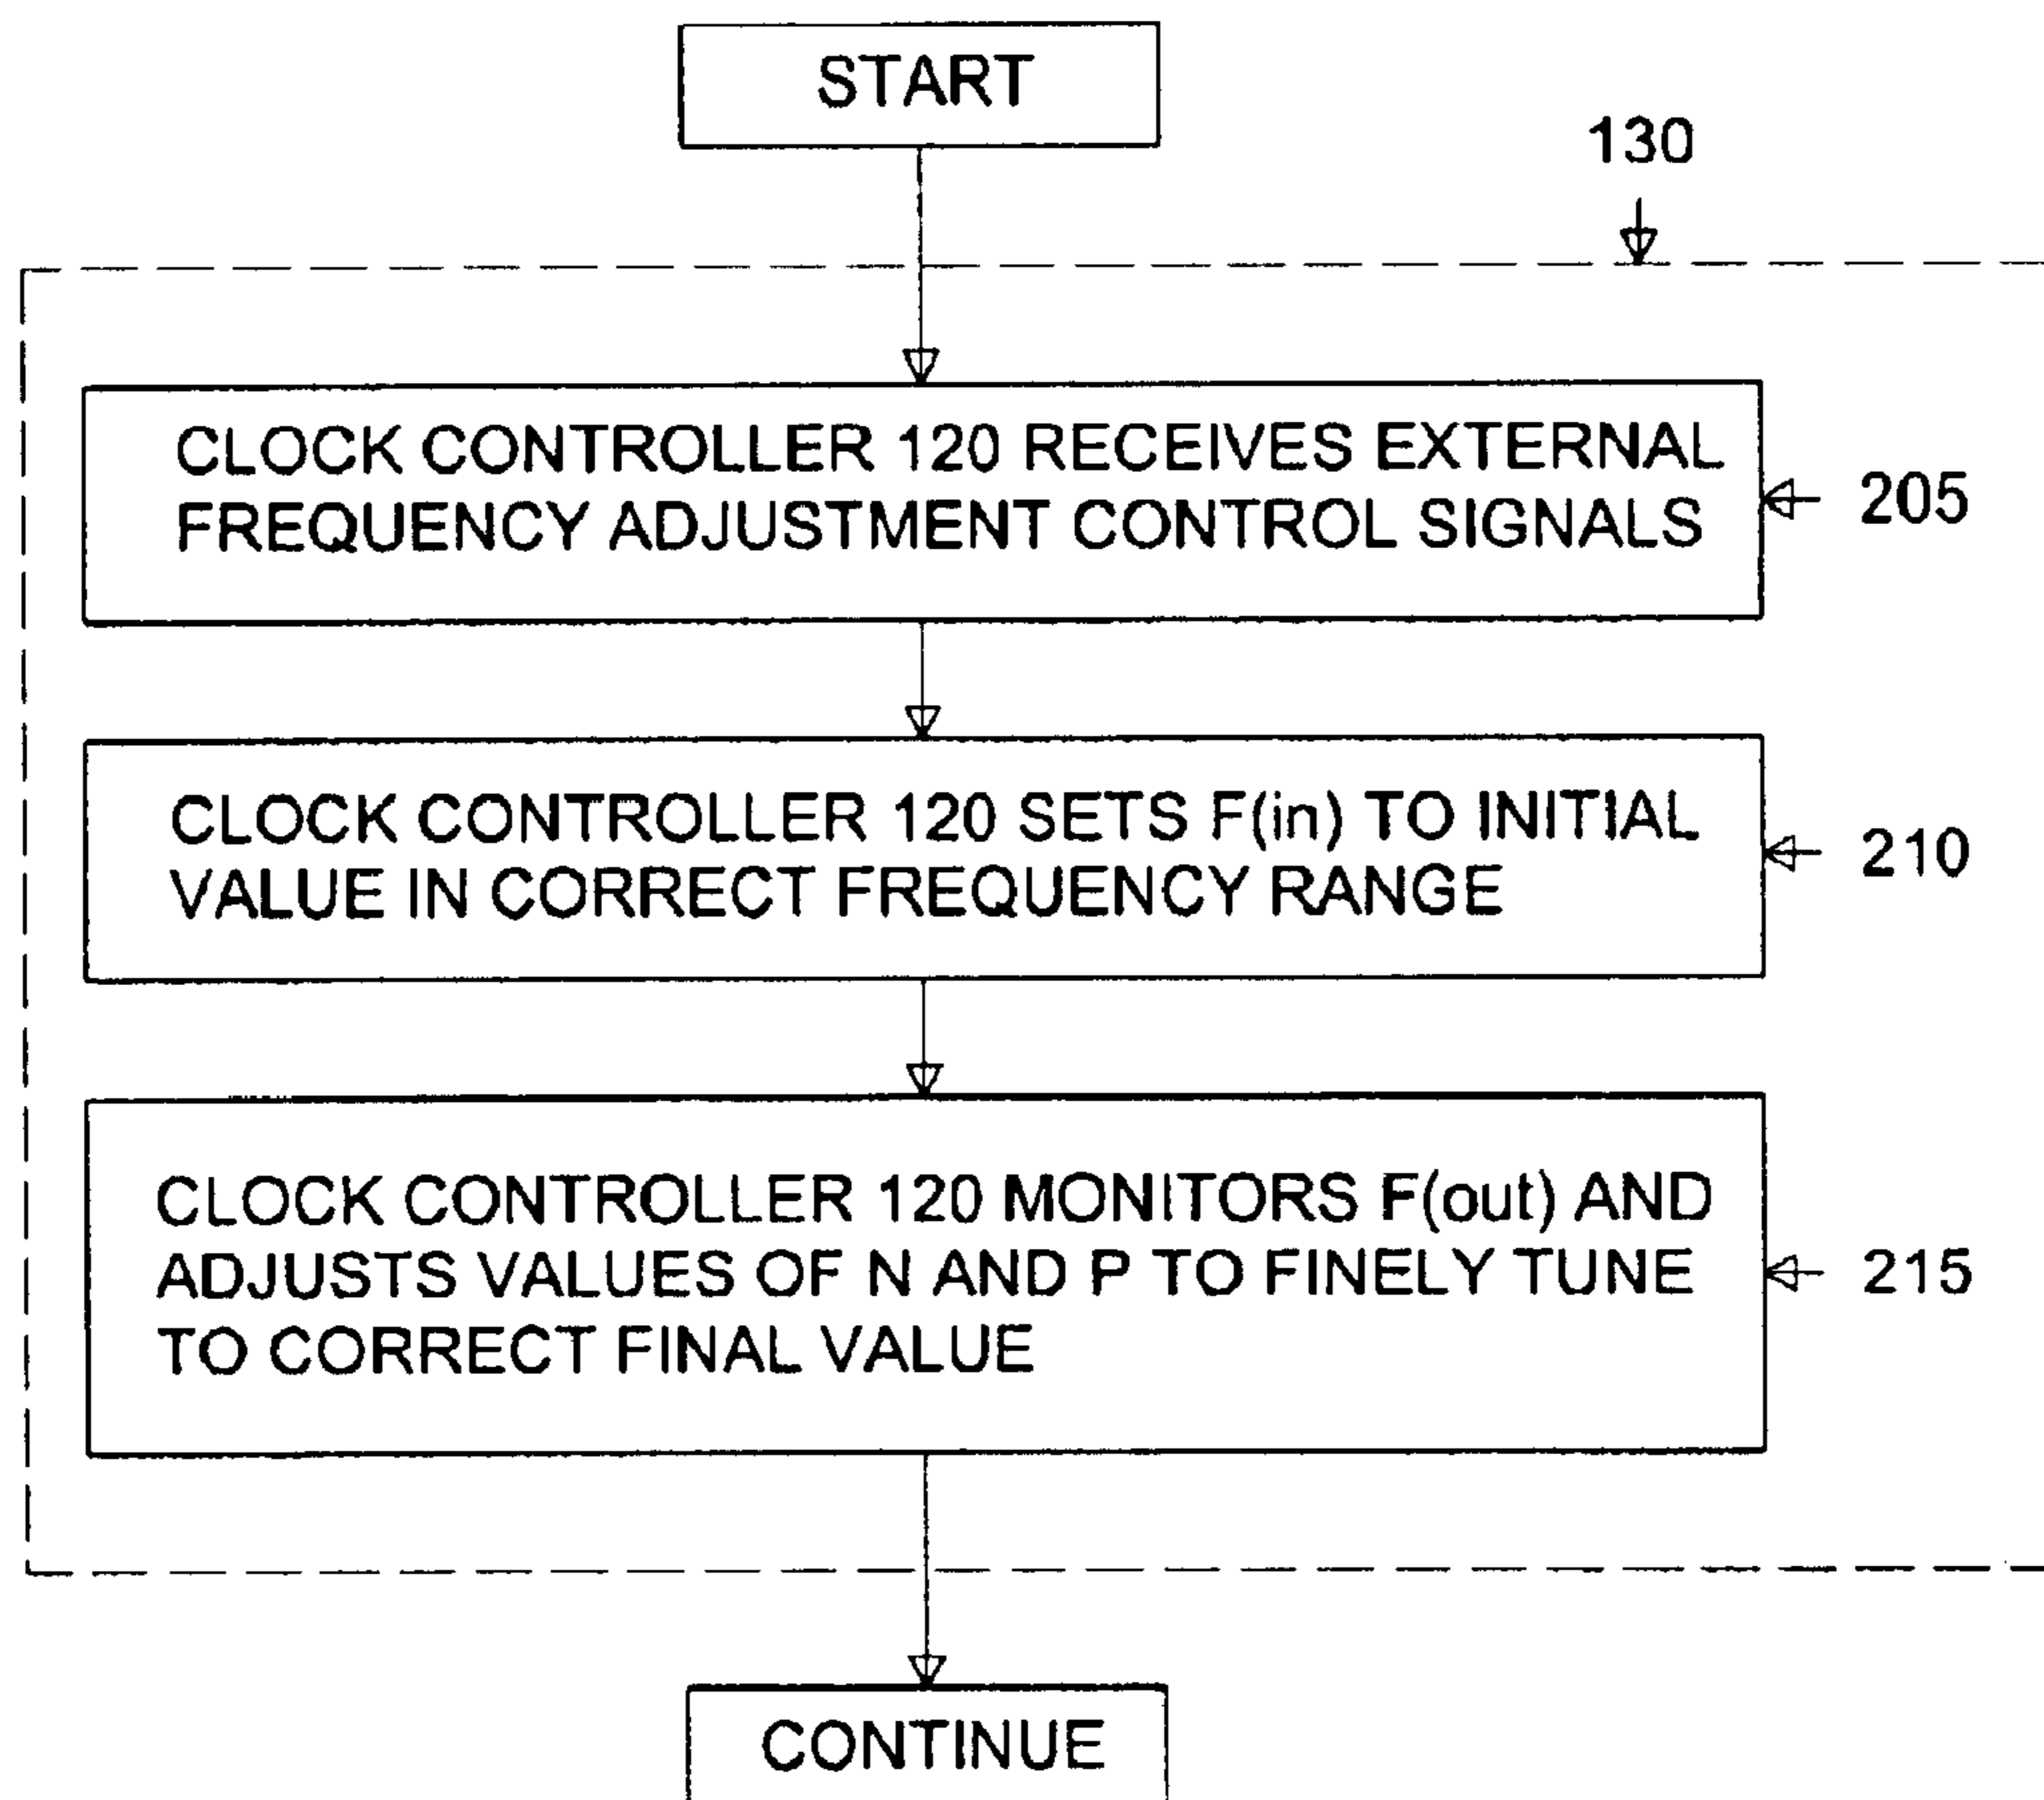 START
130
CLOCK CONTROLLER 120 RECEIVES EXTERNAL
FREQUENCY ADJUSTMENT CONTROL SIGNALS
205
CLOCK CONTROLLER 120 SETS F(in) TO INITIAL
VALUE IN CORRECT FREQUENCY RANGE
210
CLOCK CONTROLLER 120 MONITORS F(out) AND
ADJUSTS VALUES OF N AND P TO FINELY TUNE
TO CORRECT FINAL VALUE
215
CONTINUE